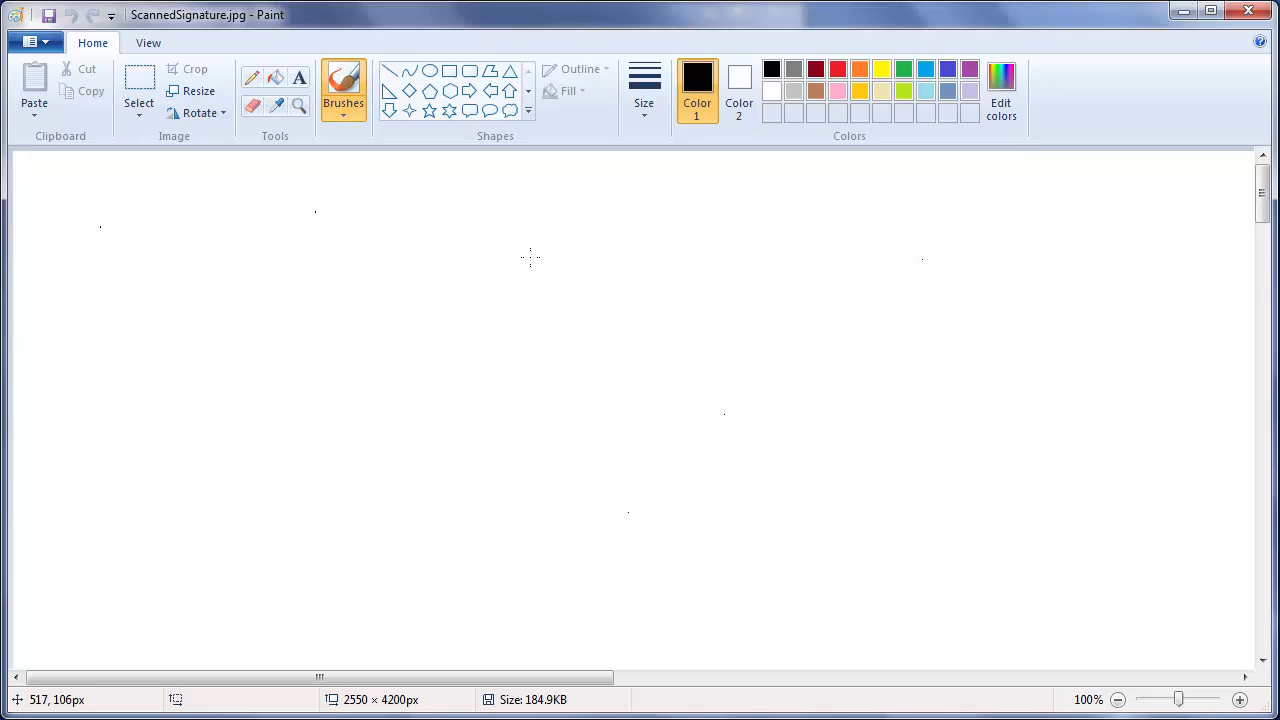 ScannedSignature.jpg - Paint
Home View
Paste Cut Copy Clipboard
Select Crop Resize Rotate Image
A Tools
Brushes
Shapes
Outline Fill
Size
Color 1 Color 2 Edit colors Colors
517, 106px 2550 × 4200px Size: 184.9KB 100%